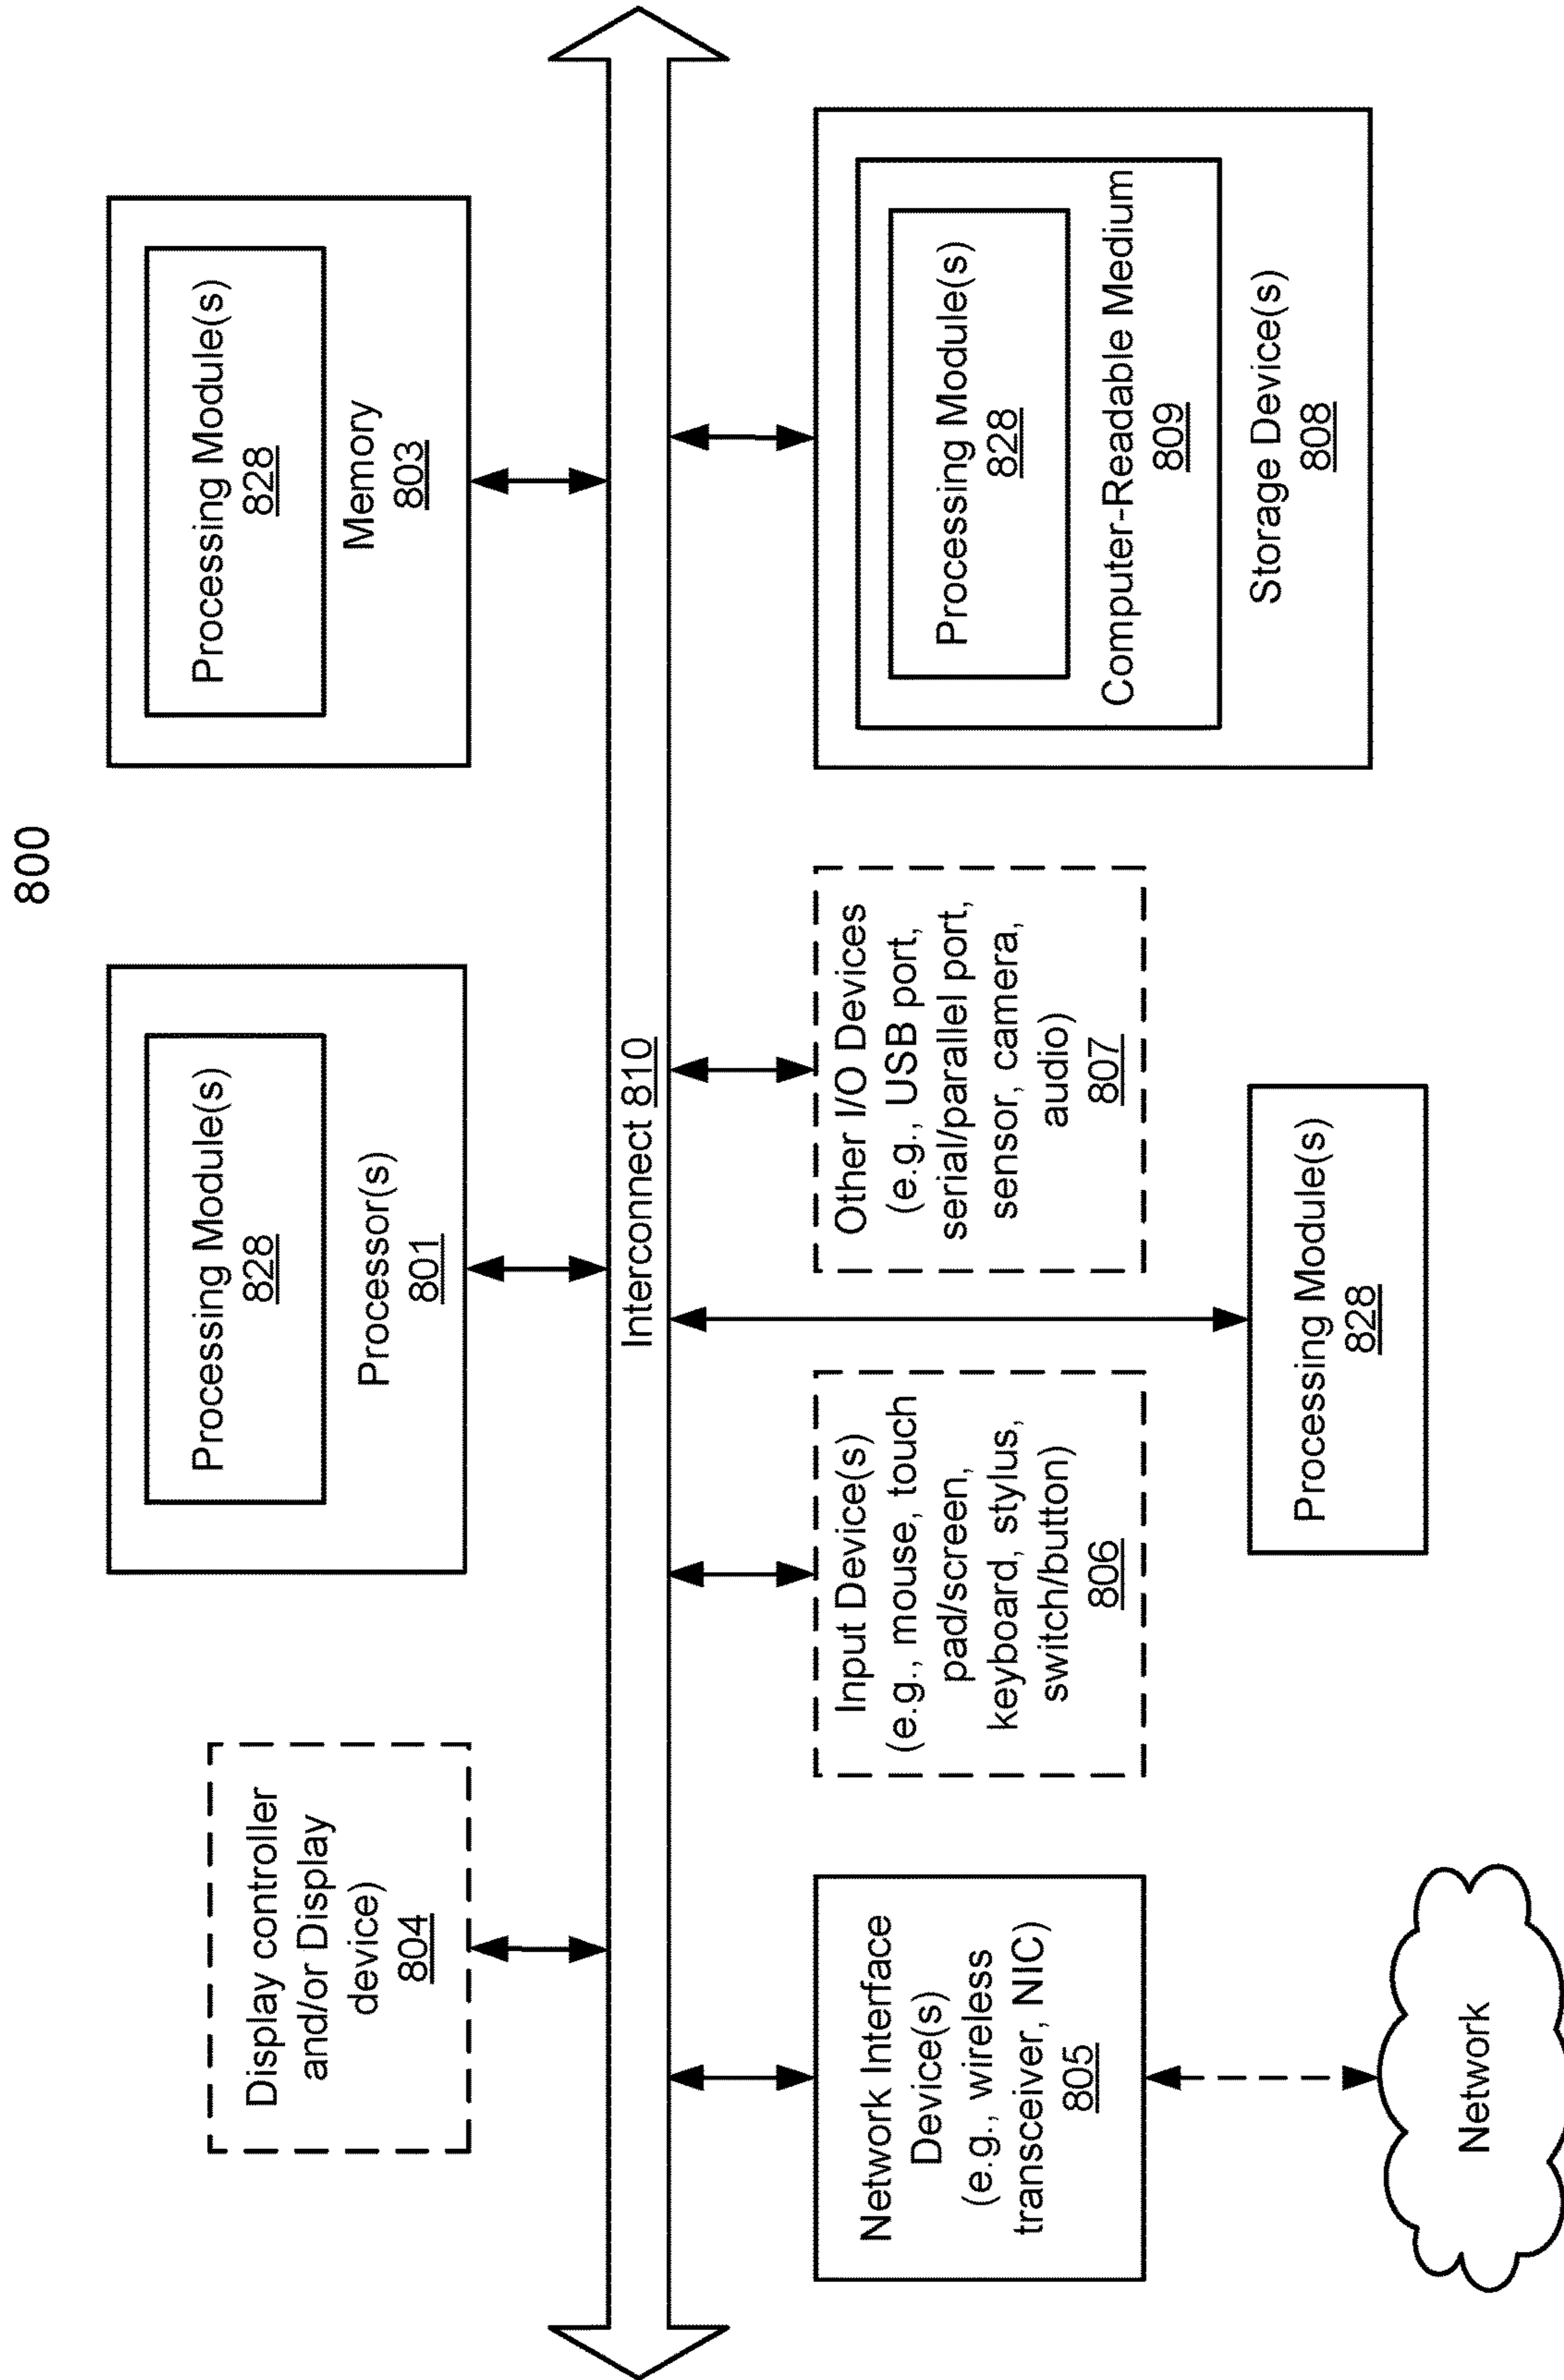 800
Display controller
and/or Display
device)
804
Processing Module(s)
828
Processor(s)
801
Processing Module(s)
828
Memory
803
Interconnect 810
Network Interface
Device(s)
(e.g., wireless
transceiver, NIC)
805
Input Device(s)
(e.g., mouse, touch
pad/screen,
keyboard, stylus,
switch/button)
806
Other I/O Devices
(e.g., USB port,
serial/parallel port,
sensor, camera,
audio)
807
Processing Module(s)
828
Computer-Readable Medium
809
Storage Device(s)
808
Processing Module(s)
828
Network